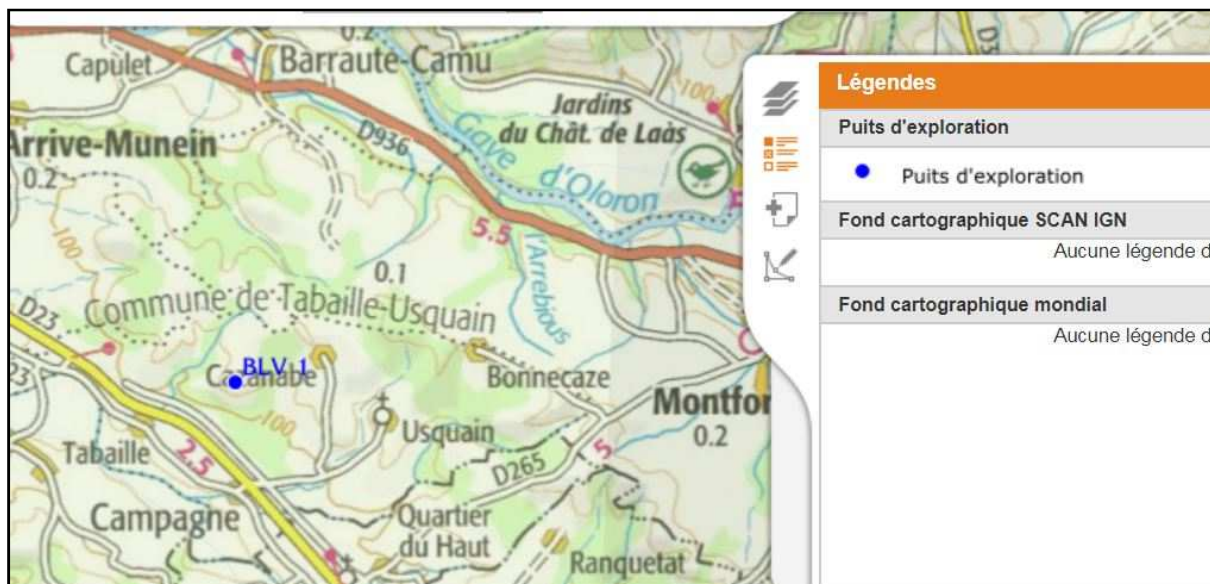 0.2
Capulet
Barraute-Camu
Jardins
du Chât. de Laàs
100
D936
Gave
d'Oloron
Arrive-Munein
0.2
5.5
l'Arrebious
100
0.1
Commune de Tabaille-Usquain
D23
23
BLV 1
Cazanabe
Bonnecaze
Montfor
0.2
100
Usquain
Tabaille
2.5
D265
5
Campagne
Quartier
du Haut
Ranquetat
Légendes
Puits d'exploration
Puits d'exploration
Fond cartographique SCAN IGN
Aucune légende d
Fond cartographique mondial
Aucune légende d